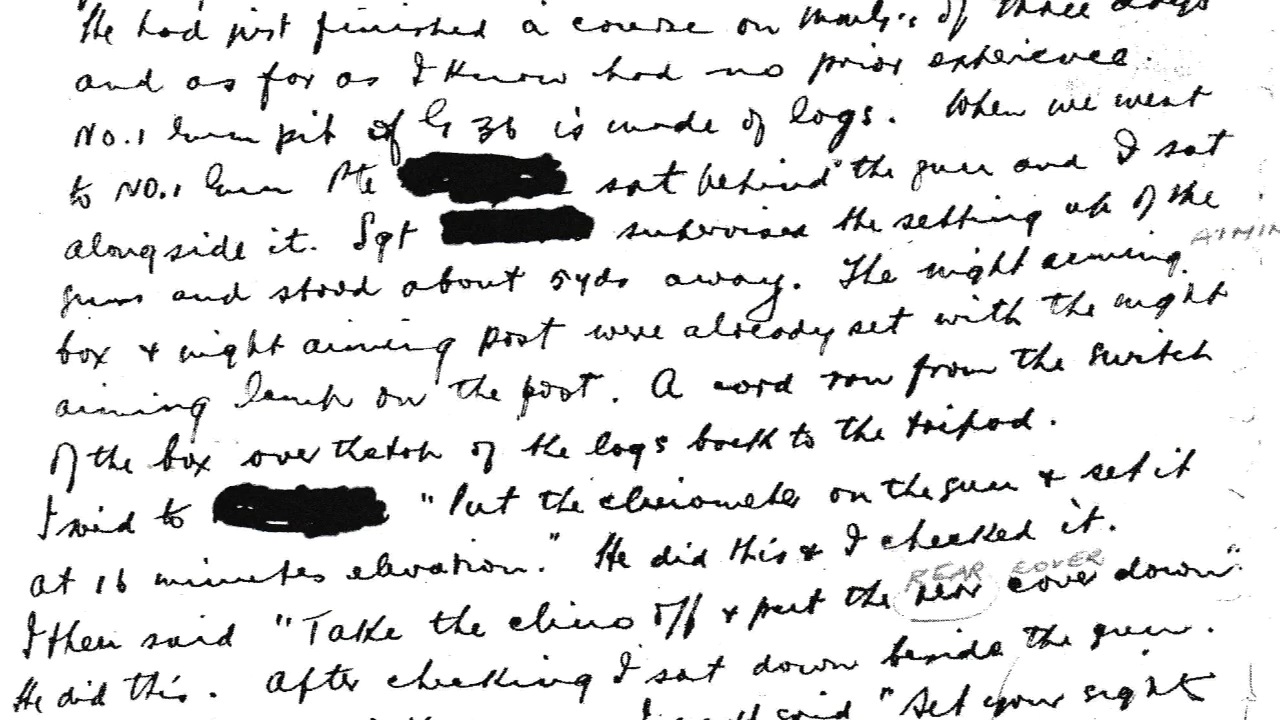 He had just finished a course on of three days
and as far as I know had no prior experience.
No.1 Gun pit of G 36 is made of logs. When we went
to NO.1 Gun Pte sat behind the gun and I sat
alongside it. Sgt supervised the setting up of the
guns and stood about 5yds away. The night aiming
AIMIN
box & night aiming post were already set with the night
aiming lamp on the post. A cord ran from the switch
of the box over the top of the logs back to the tripod.
I said to "Put the clinometer on the gun & set it
at 16 minutes elevation." He did this & I checked it.
REAR COVER
I then said "Take the clino off & put the rear cover down"
He did this. After checking I sat down beside the gun.
I said "Set your sight